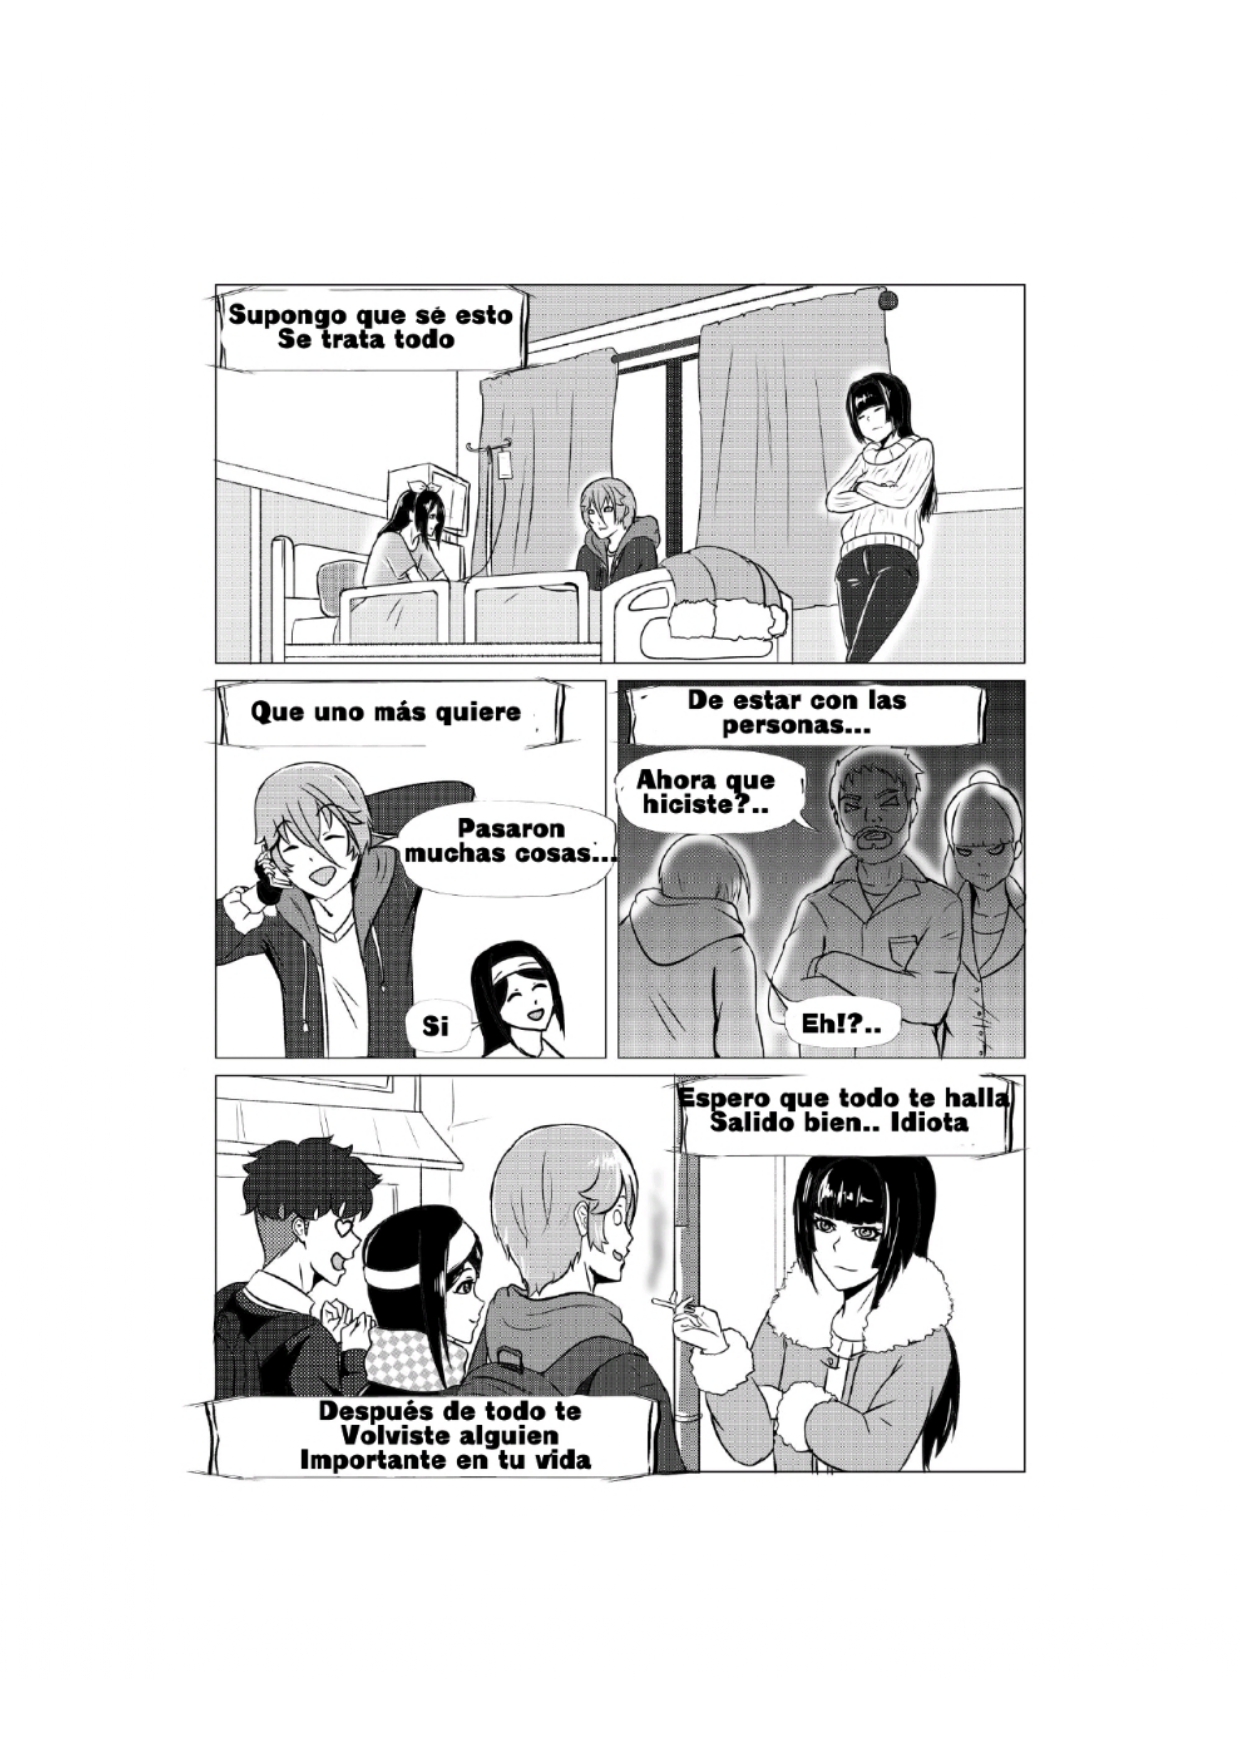 Supongo que sé esto
Se trata todo
Que uno más quiere
Pasaron
muchas cosas...
Si
De estar con las
personas...
Ahora que
hiciste?..
Eh!?..
Espero que todo te halla
Salido bien.. Idiota
Después de todo te
Volviste alguien
Importante en tu vida